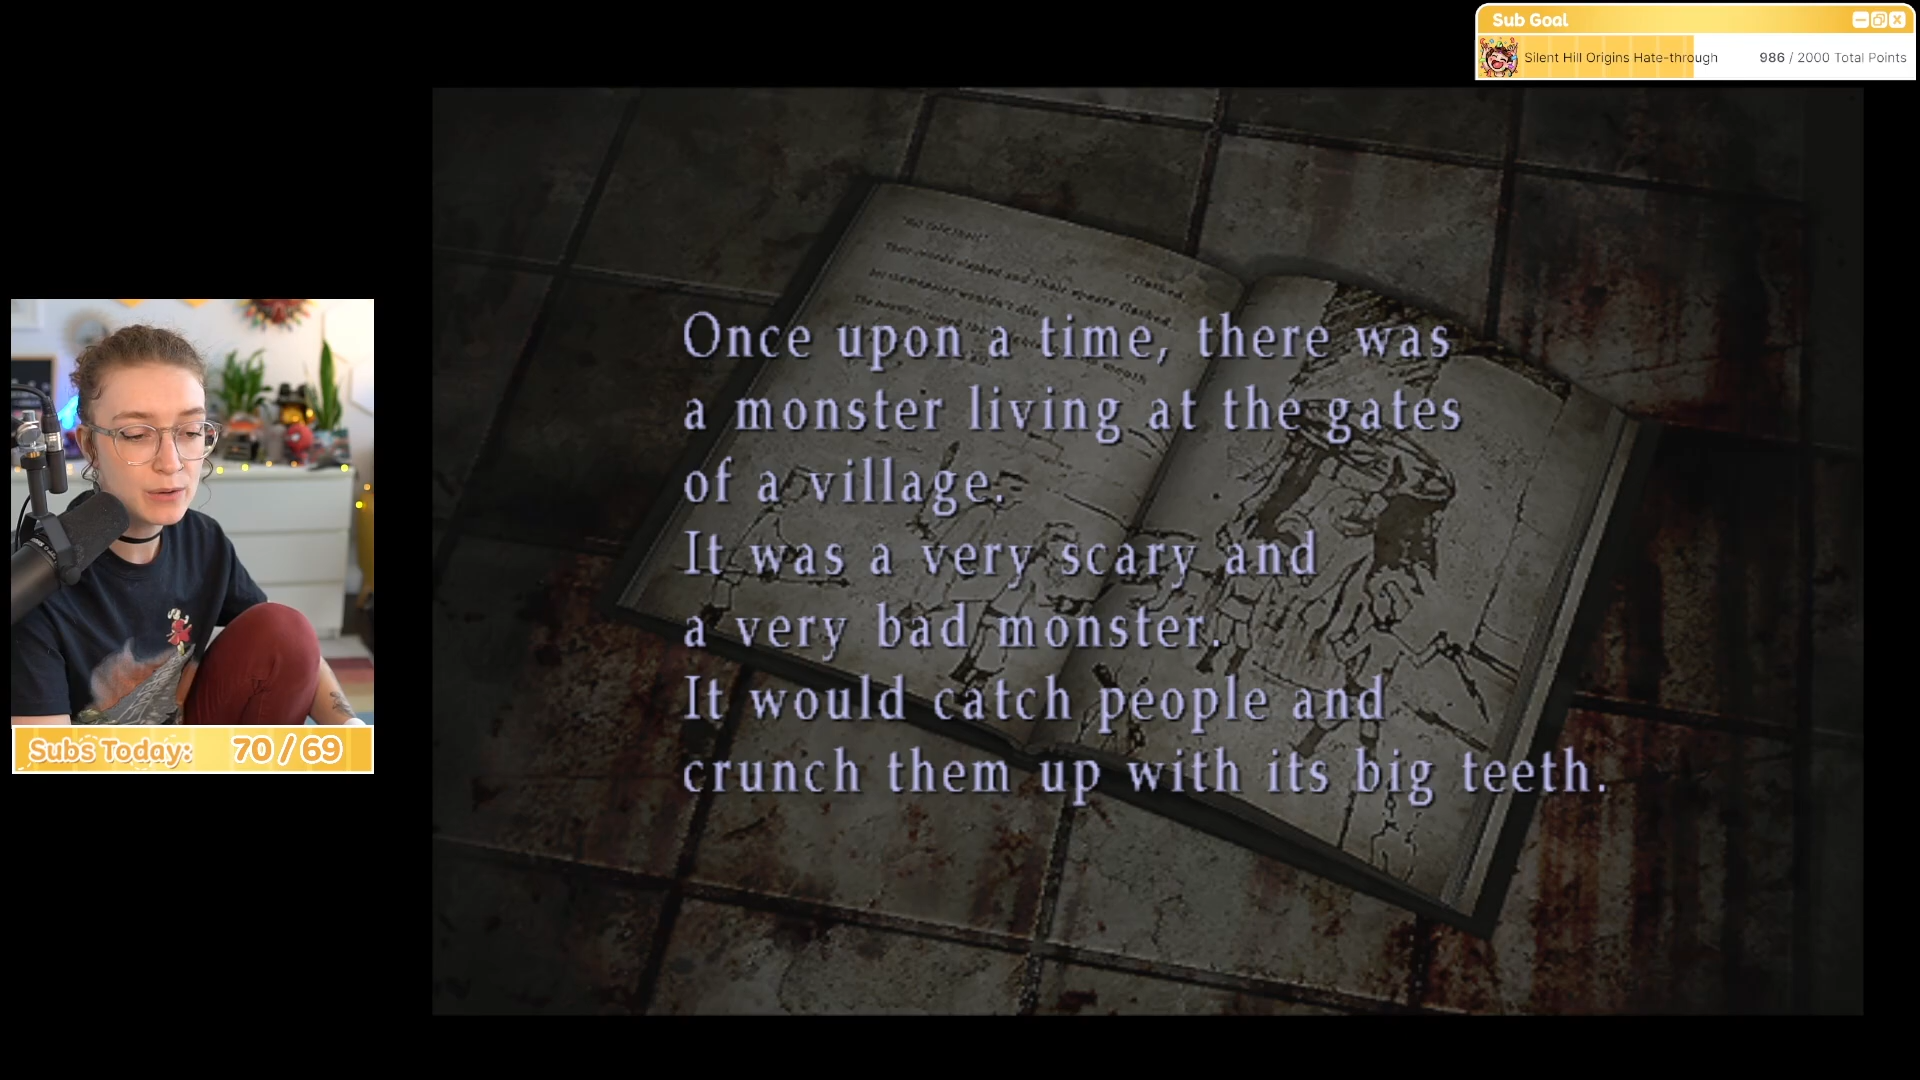 Sub Goal
Silent Hill Origins Hate-through 986 / 2000 Total Points
Once upon a time, there was
a monster living at the gates
of a village.
It was a very scary and
a very bad monster.
It would catch people and
crunch them up with its big teeth.
Subs Today: 70 / 69